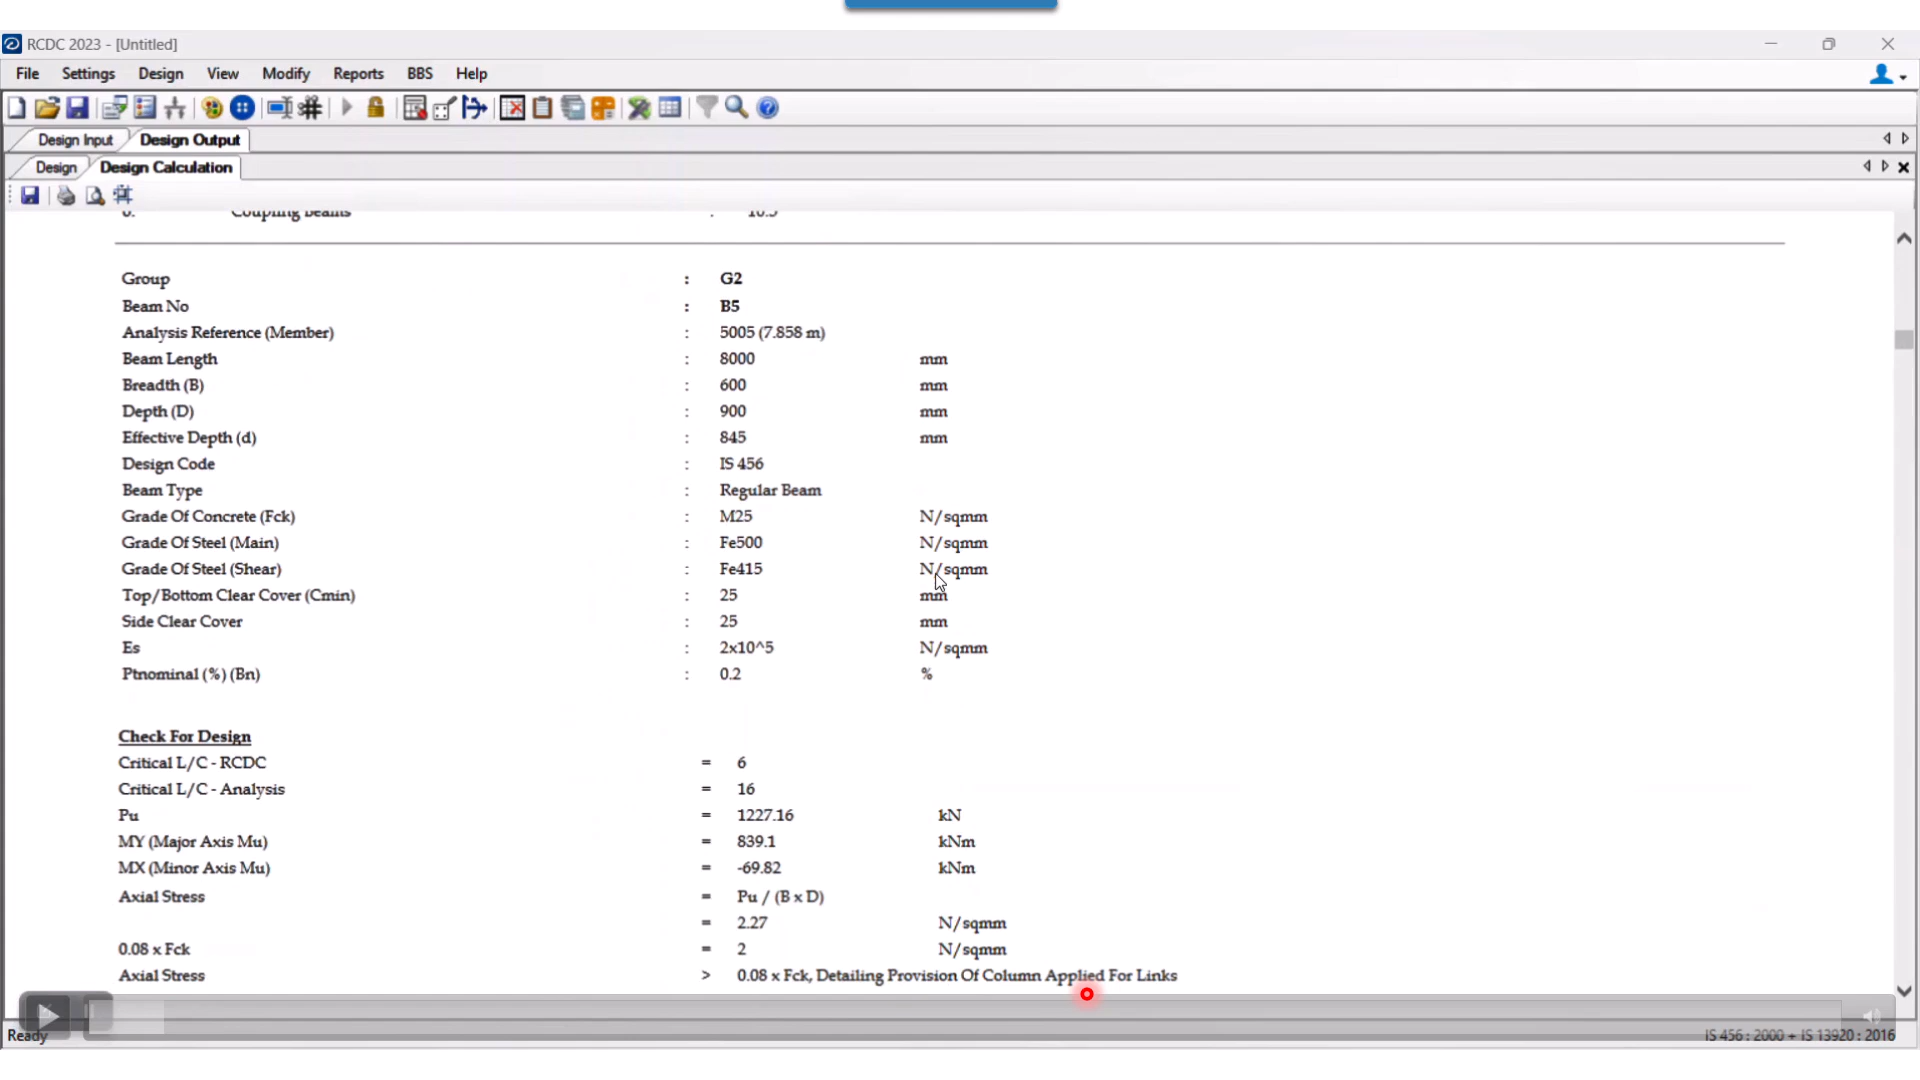 RCDC 2023 - [Untitled]
File Settings Design View Modify Reports BBS Help
Design Input Design Output
Design Design Calculation
6. Coupling Beams : 10.5
Group : G2
Beam No : B5
Analysis Reference (Member) : 5005 (7.858 m)
Beam Length : 8000 mm
Breadth (B) : 600 mm
Depth (D) : 900 mm
Effective Depth (d) : 845 mm
Design Code : IS 456
Beam Type : Regular Beam
Grade Of Concrete (Fck) : M25 N/sqmm
Grade Of Steel (Main) : Fe500 N/sqmm
Grade Of Steel (Shear) : Fe415 N/sqmm
Top/Bottom Clear Cover (Cmin) : 25 mm
Side Clear Cover : 25 mm
Es : 2x10^5 N/sqmm
Ptnominal (%) (Bn) : 0.2 %
Check For Design
Critical L/C - RCDC = 6
Critical L/C - Analysis = 16
Pu = 1227.16 kN
MY (Major Axis Mu) = 839.1 kNm
MX (Minor Axis Mu) = -69.82 kNm
Axial Stress = Pu / (B x D)
= 2.27 N/sqmm
0.08 x Fck = 2 N/sqmm
Axial Stress > 0.08 x Fck, Detailing Provision Of Column Applied For Links
Ready IS 456 : 2000 + IS 13920 : 2016